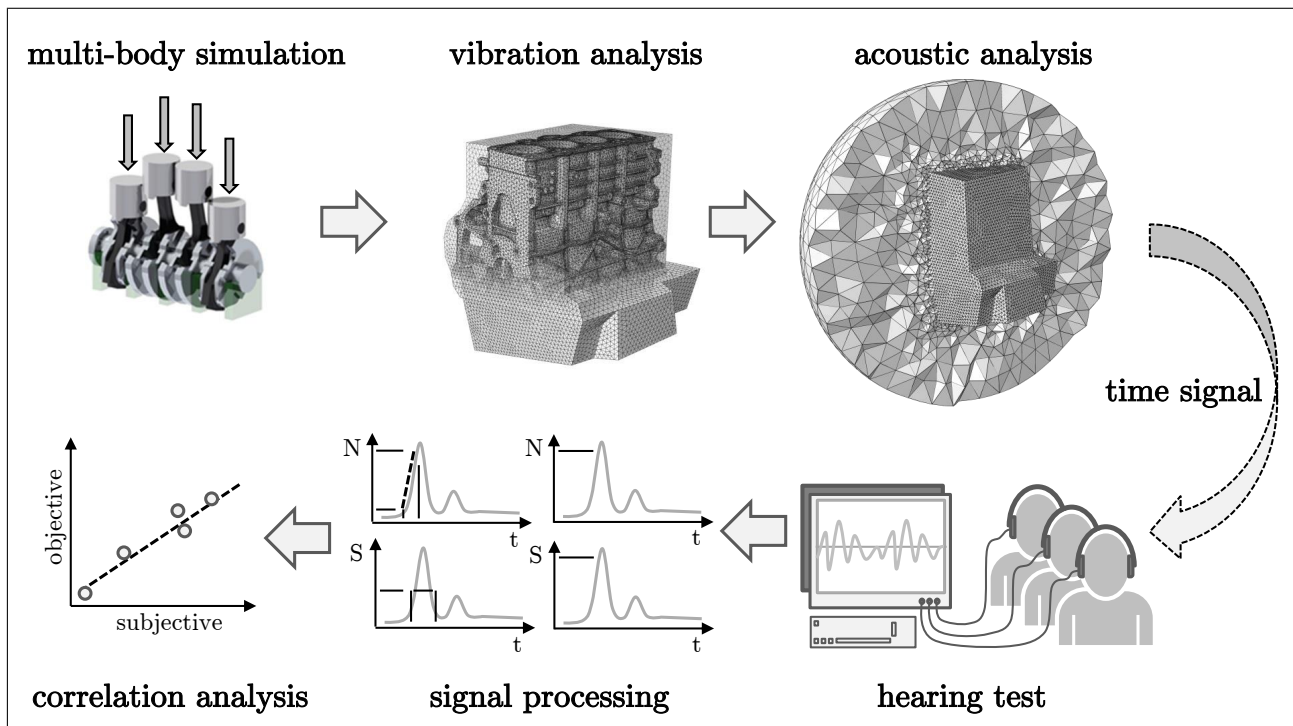 multi-body simulation
vibration analysis
acoustic analysis
time signal
objective
subjective
N
t
t
S
t
S
t
correlation analysis
signal processing
hearing test